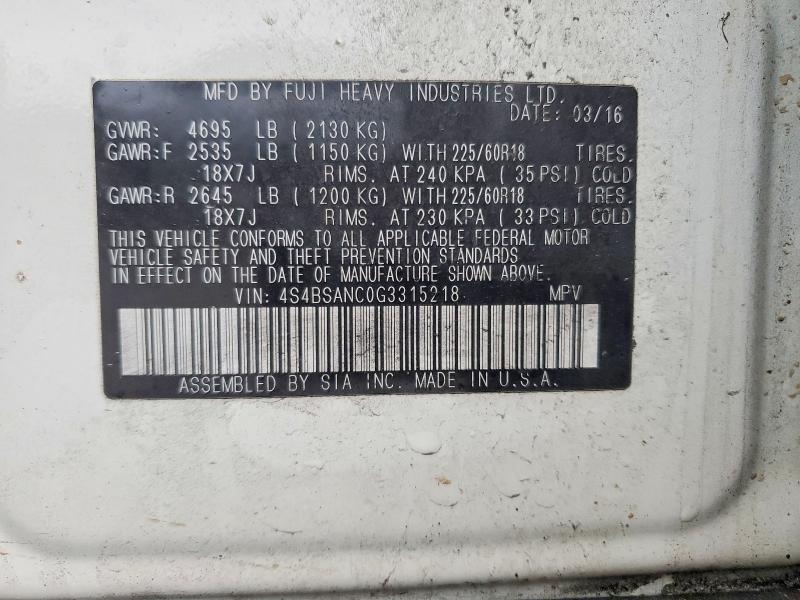 MFD BY FUJI HEAVY INDUSTRIES LTD.
DATE: 03/16
GVWR: 4695 LB (2130 KG)
GAWR:F 2535 LB (1150 KG) WITH 225/60R18 TIRES.
18X7J RIMS. AT 240 KPA (35 PSI) COLD
GAWR:R 2645 LB (1200 KG) WITH 225/60R18 TIRES.
18X7J RIMS. AT 230 KPA (33 PSI) COLD
THIS VEHICLE CONFORMS TO ALL APPLICABLE FEDERAL MOTOR
VEHICLE SAFETY AND THEFT PREVENTION STANDARDS
IN EFFECT ON THE DATE OF MANUFACTURE SHOWN ABOVE.
VIN: 4S4BSANC0G3315218 MPV
ASSEMBLED BY SIA INC. MADE IN U.S.A.